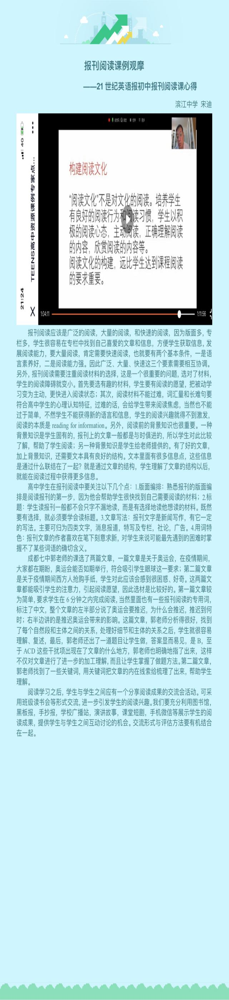 报刊阅读课例观摩
——21 世纪英语报初中报刊阅读课心得
滨江中学 宋迪
21:24
4G
TEENS高中资源课例专家点...
构建阅读文化
“阅读文化”不是对文化的阅读。培养学生
有良好的阅读行为和阅读习惯，学生以积
极的阅读心态，主动阅读，正确理解阅读
的内容，欣赏阅读的内容等。
阅读文化的构建，远比学生达到课程阅读
的要求重要。
1:04:11
1:11:56
报刊阅读应该是广泛的阅读，大量的阅读，和快速的阅读，因为版面多，专
栏多，学生很容易在专栏中找到自己喜爱的文章和信息，方便学生获取信息，发
展阅读能力，要大量阅读，肯定需要快速阅读，也就要有两个基本条件，一是语
言素养好，二是阅读能力强。因此广泛、大量、快速这三个要素需要相互协调。
另外，报刊阅读需要注重阅读材料的选择，这是一个很重要的问题，选对了材料，
学生的阅读障碍就变小。首先要选有趣的材料，学生要有阅读的愿望，把被动学
习变为主动，更快进入阅读状态；其次，阅读材料不能过难，词汇量和长难句要
符合高中学生的心理认知特征，过难的话，会给学生带来阅读焦虑，当然也不能
过于简单，不然学生不能获得新的语言和信息，学生的阅读兴趣就得不到激发，
阅读的本质是 reading for information。另外，阅读前的背景知识也很重要。一种
背景知识是学生固有的，报刊上的文章一般都是与时俱进的，所以学生对此比较
了解，帮助了学生阅读；另一种背景知识是学生给老师提供的。有了好的文章，
加上背景知识，还需要文本具有良好的结构。文本里面有很多信息点，这些信息
是通过什么联结在了一起？就是通过文章的结构，学生理解了文章的结构以后，
就能在阅读过程中获得更多信息。
高中学生在报刊阅读中要关注以下几个点：1.版面编排：熟悉报刊的版面编
排是阅读报刊的第一步，因为他会帮助学生很快找到自己需要阅读的材料；2.标
题：学生读报刊一般都不会只字不漏地读，而是有选择地读他想读的材料。既然
要有选择，就必须要学会读标题。3.文章写法：报刊文字是新闻写作，有它一定
的写法。主要可归为四类文字，消息报道，特写及专栏，社论，广告。4.用词特
色：报刊文章的作者喜欢在笔下刻意求新，对学生来说可能最先遇到的困难时掌
握不了某些词语的确切含义。
成都七中郭老师的课选了两篇文章，一篇文章是关于奥运会，在疫情期间，
大家都在期盼，奥运会能否如期举行，符合吸引学生眼球这一要求；第二篇文章
是关于疫情期间西方人抢购手纸，学生对此应该会感到很困惑、好奇。这两篇文
章都能吸引学生的注意力，引起阅读愿望，因此选材是比较好的。第一篇文章较
为简单，要求学生在 6 分钟之内完成阅读，当然里面也有一些报刊阅读的专用词，
标注了中文，整个文章的左半部分说了奥运会要推迟，为什么会推迟，推迟到何
时；右半边讲的是推迟奥运会带来的影响。这篇文章，郭老师分析得很好，找到
了每个自然段和主体之间的关系，处理好细节和主体的关系之后，学生就很容易
理解、复述，最后，郭老师还出了一道题目让学生做，答案显而易见，是 B，至
于 ACD 这些干扰项出现在了文章的什么地方，郭老师也明确地指了出来，这样
不仅对文章进行了进一步的加工理解，而且让学生掌握了做题方法。第二篇文章，
郭老师找到了一些关键词，用关键词把文章的内在线索给梳理了出来，帮助学生
理解。
阅读学习之后，学生与学生之间应有一个分享阅读成果的交流会活动。可采
用班级读书会等形式交流，进一步引发学生的阅读兴趣。我们要充分利用图书馆，
黑板报，手抄报，学校广播站，演讲故事，课堂短剧，手机微信等展示学生的阅
读成果，提供学生与学生之间互动讨论的机会。交流形式与评估方法要有机结合
在一起。